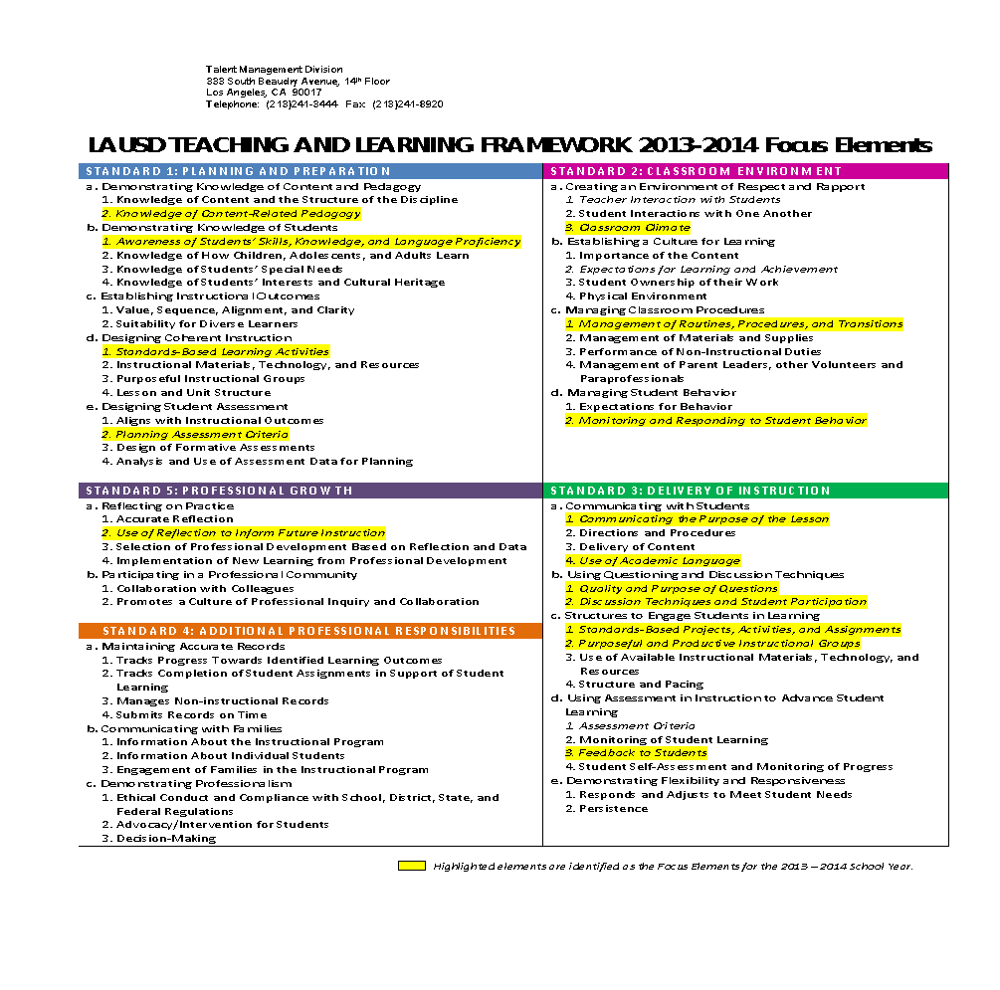 Talent Management Division
333 South Beaudry Avenue, 14th Floor
Los Angeles, CA 90017
Telephone: (213)241-3444 Fax: (213)241-8920
LAUSD TEACHING AND LEARNING FRAMEWORK 2013-2014 Focus Elements
STANDARD 1: PLANNING AND PREPARATION
a. Demonstrating Knowledge of Content and Pedagogy
1. Knowledge of Content and the Structure of the Discipline
2. Knowledge of Content-Related Pedagogy
b. Demonstrating Knowledge of Students
1. Awareness of Students' Skills, Knowledge, and Language Proficiency
2. Knowledge of How Children, Adolescents, and Adults Learn
3. Knowledge of Students' Special Needs
4. Knowledge of Students' Interests and Cultural Heritage
c. Establishing Instructional Outcomes
1. Value, Sequence, Alignment, and Clarity
2. Suitability for Diverse Learners
d. Designing Coherent Instruction
1. Standards-Based Learning Activities
2. Instructional Materials, Technology, and Resources
3. Purposeful Instructional Groups
4. Lesson and Unit Structure
e. Designing Student Assessment
1. Aligns with Instructional Outcomes
2. Planning Assessment Criteria
3. Design of Formative Assessments
4. Analysis and Use of Assessment Data for Planning
STANDARD 2: CLASSROOM ENVIRONMENT
a. Creating an Environment of Respect and Rapport
1. Teacher Interaction with Students
2. Student Interactions with One Another
3. Classroom Climate
b. Establishing a Culture for Learning
1. Importance of the Content
2. Expectations for Learning and Achievement
3. Student Ownership of their Work
4. Physical Environment
c. Managing Classroom Procedures
1. Management of Routines, Procedures, and Transitions
2. Management of Materials and Supplies
3. Performance of Non-Instructional Duties
4. Management of Parent Leaders, other Volunteers and
Paraprofessionals
d. Managing Student Behavior
1. Expectations for Behavior
2. Monitoring and Responding to Student Behavior
STANDARD 5: PROFESSIONAL GROWTH
a. Reflecting on Practice
1. Accurate Reflection
2. Use of Reflection to Inform Future Instruction
3. Selection of Professional Development Based on Reflection and Data
4. Implementation of New Learning from Professional Development
b. Participating in a Professional Community
1. Collaboration with Colleagues
2. Promotes a Culture of Professional Inquiry and Collaboration
STANDARD 4: ADDITIONAL PROFESSIONAL RESPONSIBILITIES
a. Maintaining Accurate Records
1. Tracks Progress Towards Identified Learning Outcomes
2. Tracks Completion of Student Assignments in Support of Student
Learning
3. Manages Non-instructional Records
4. Submits Records on Time
b. Communicating with Families
1. Information About the Instructional Program
2. Information About Individual Students
3. Engagement of Families in the Instructional Program
c. Demonstrating Professionalism
1. Ethical Conduct and Compliance with School, District, State, and
Federal Regulations
2. Advocacy/Intervention for Students
3. Decision-Making
STANDARD 3: DELIVERY OF INSTRUCTION
a. Communicating with Students
1. Communicating the Purpose of the Lesson
2. Directions and Procedures
3. Delivery of Content
4. Use of Academic Language
b. Using Questioning and Discussion Techniques
1. Quality and Purpose of Questions
2. Discussion Techniques and Student Participation
c. Structures to Engage Students in Learning
1. Standards-Based Projects, Activities, and Assignments
2. Purposeful and Productive Instructional Groups
3. Use of Available Instructional Materials, Technology, and
Resources
4. Structure and Pacing
d. Using Assessment in Instruction to Advance Student
Learning
1. Assessment Criteria
2. Monitoring of Student Learning
3. Feedback to Students
4. Student Self-Assessment and Monitoring of Progress
e. Demonstrating Flexibility and Responsiveness
1. Responds and Adjusts to Meet Student Needs
2. Persistence
Highlighted elements are identified as the Focus Elements for the 2013 – 2014 School Year.